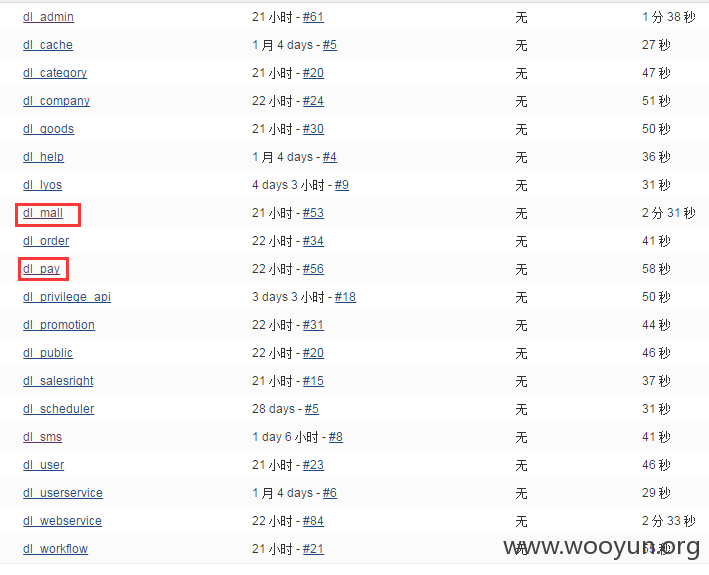 dl_admin 21 小时 - #61 无 1 分 38 秒
dl_cache 1 月 4 days - #5 无 27 秒
dl_category 21 小时 - #20 无 47 秒
dl_company 22 小时 - #24 无 51 秒
dl_goods 21 小时 - #30 无 50 秒
dl_help 1 月 4 days - #4 无 36 秒
dl_lyos 4 days 3 小时 - #9 无 31 秒
dl_mall 21 小时 - #53 无 2 分 31 秒
dl_order 22 小时 - #34 无 41 秒
dl_pay 22 小时 - #56 无 58 秒
dl_privilege_api 3 days 3 小时 - #18 无 50 秒
dl_promotion 22 小时 - #31 无 44 秒
dl_public 22 小时 - #20 无 46 秒
dl_salesright 21 小时 - #15 无 37 秒
dl_scheduler 28 days - #5 无 31 秒
dl_sms 1 day 6 小时 - #8 无 41 秒
dl_user 21 小时 - #23 无 46 秒
dl_userservice 1 月 4 days - #6 无 29 秒
dl_webservice 22 小时 - #84 无 2 分 33 秒
dl_workflow 21 小时 - #21 无 秒
www.wooyun.org